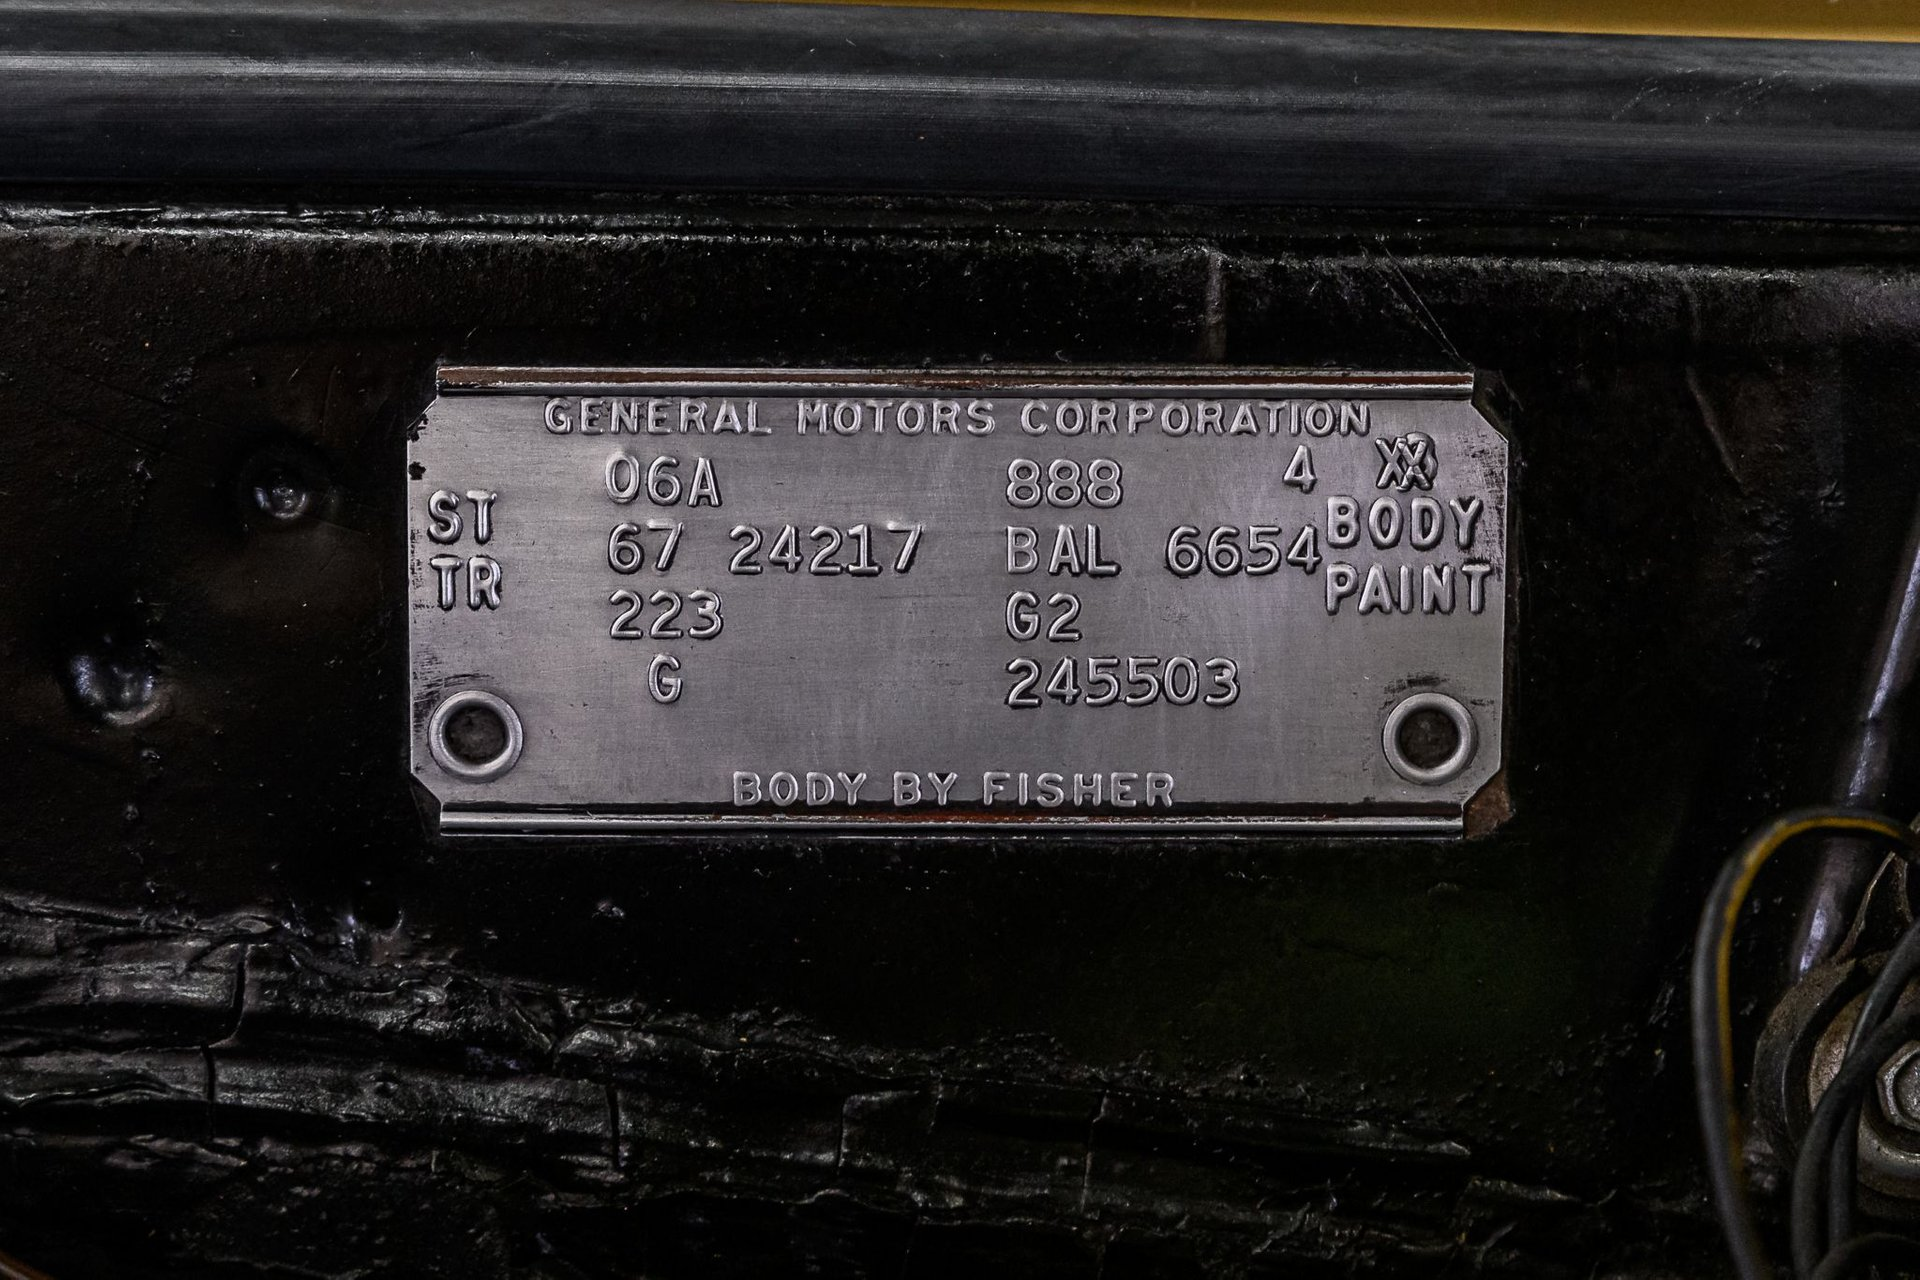 GENERAL MOTORS CORPORATION
06A 888 4
ST 67 24217 BAL 6654 BODY
TR 223 G2 PAINT
G 245503
BODY BY FISHER